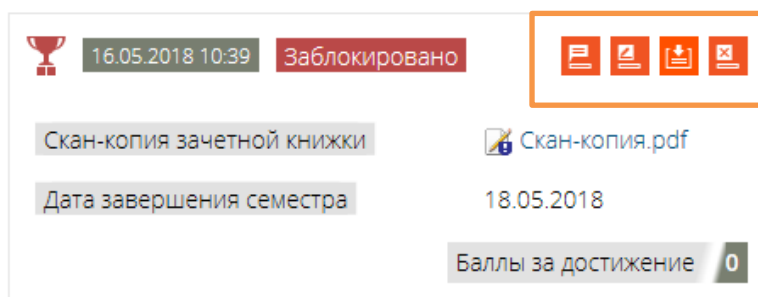 16.05.2018 10:39 Заблокировано
Скан-копия зачетной книжки Скан-копия.pdf
Дата завершения семестра 18.05.2018
Баллы за достижение 0